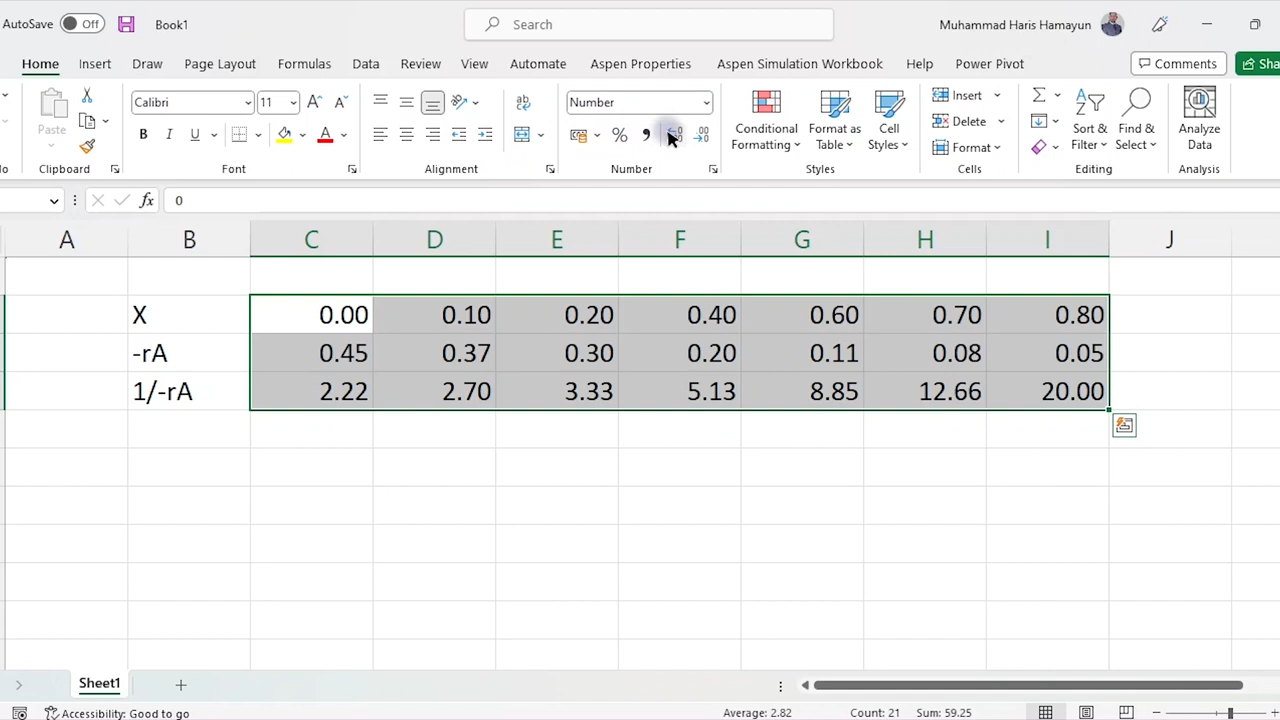 AutoSave Off Book1 Search Muhammad Haris Hamayun
Home Insert Draw Page Layout Formulas Data Review View Automate Aspen Properties Aspen Simulation Workbook Help Power Pivot Comments Sha
Paste Calibri 11 Number Conditional Formatting Format as Table Cell Styles Insert Delete Format Sort & Filter Find & Select Analyze Data
Clipboard Font Alignment Number Styles Cells Editing Analysis
fx 0
A B C D E F G H I J
X 0.00 0.10 0.20 0.40 0.60 0.70 0.80
-rA 0.45 0.37 0.30 0.20 0.11 0.08 0.05
1/-rA 2.22 2.70 3.33 5.13 8.85 12.66 20.00
Sheet1
Accessibility: Good to go Average: 2.82 Count: 21 Sum: 59.25